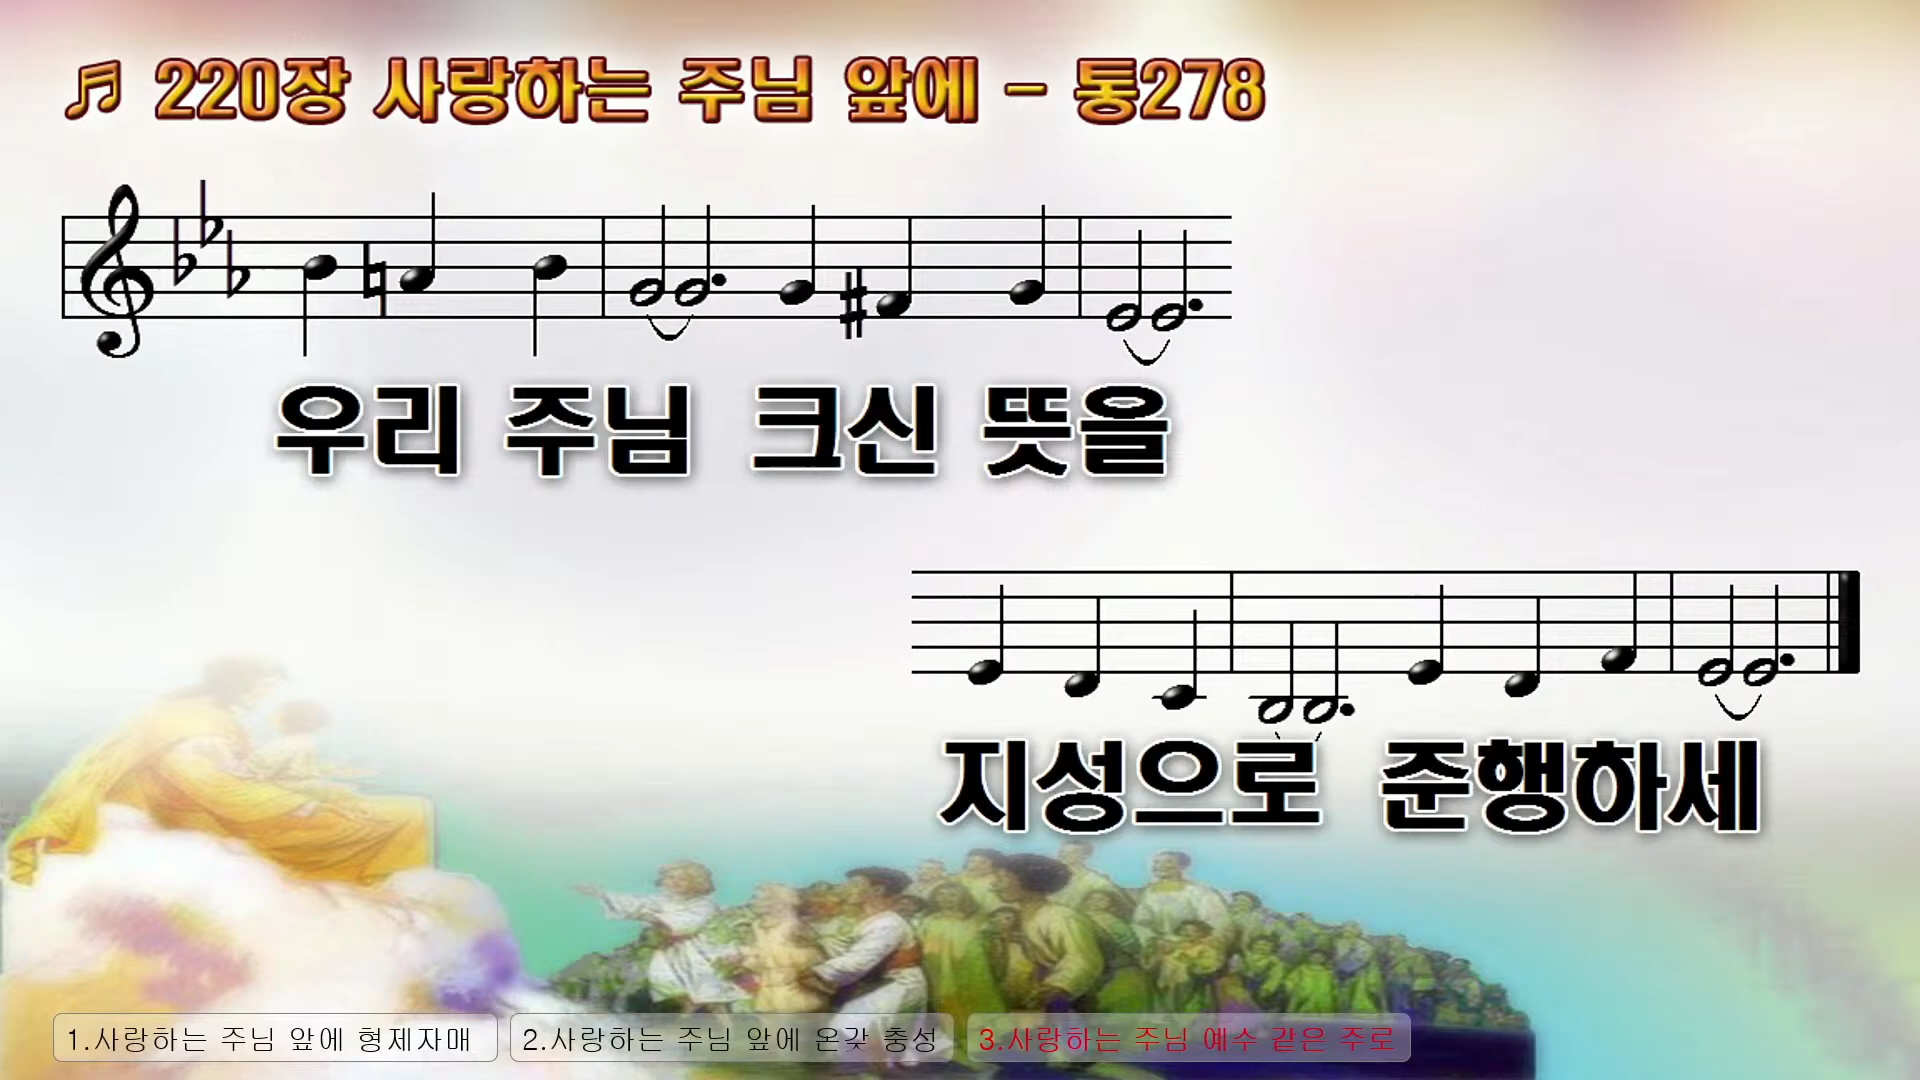 ♬ 220장 사랑하는 주님 앞에 - 통278
우리 주님 크신 뜻을
지성으로 준행하세
1.사랑하는 주님 앞에 형제자매
2.사랑하는 주님 앞에 온갖 충성
3.사랑하는 주님 예수 같은 주로